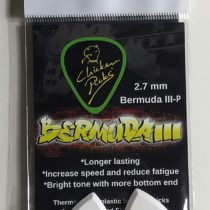 Chicken
Picks
2.7 mm
Bermuda III-P
BERMUDA III
*Longer lasting
*Increase speed and reduce fatigue
*Bright tone with more bottom end